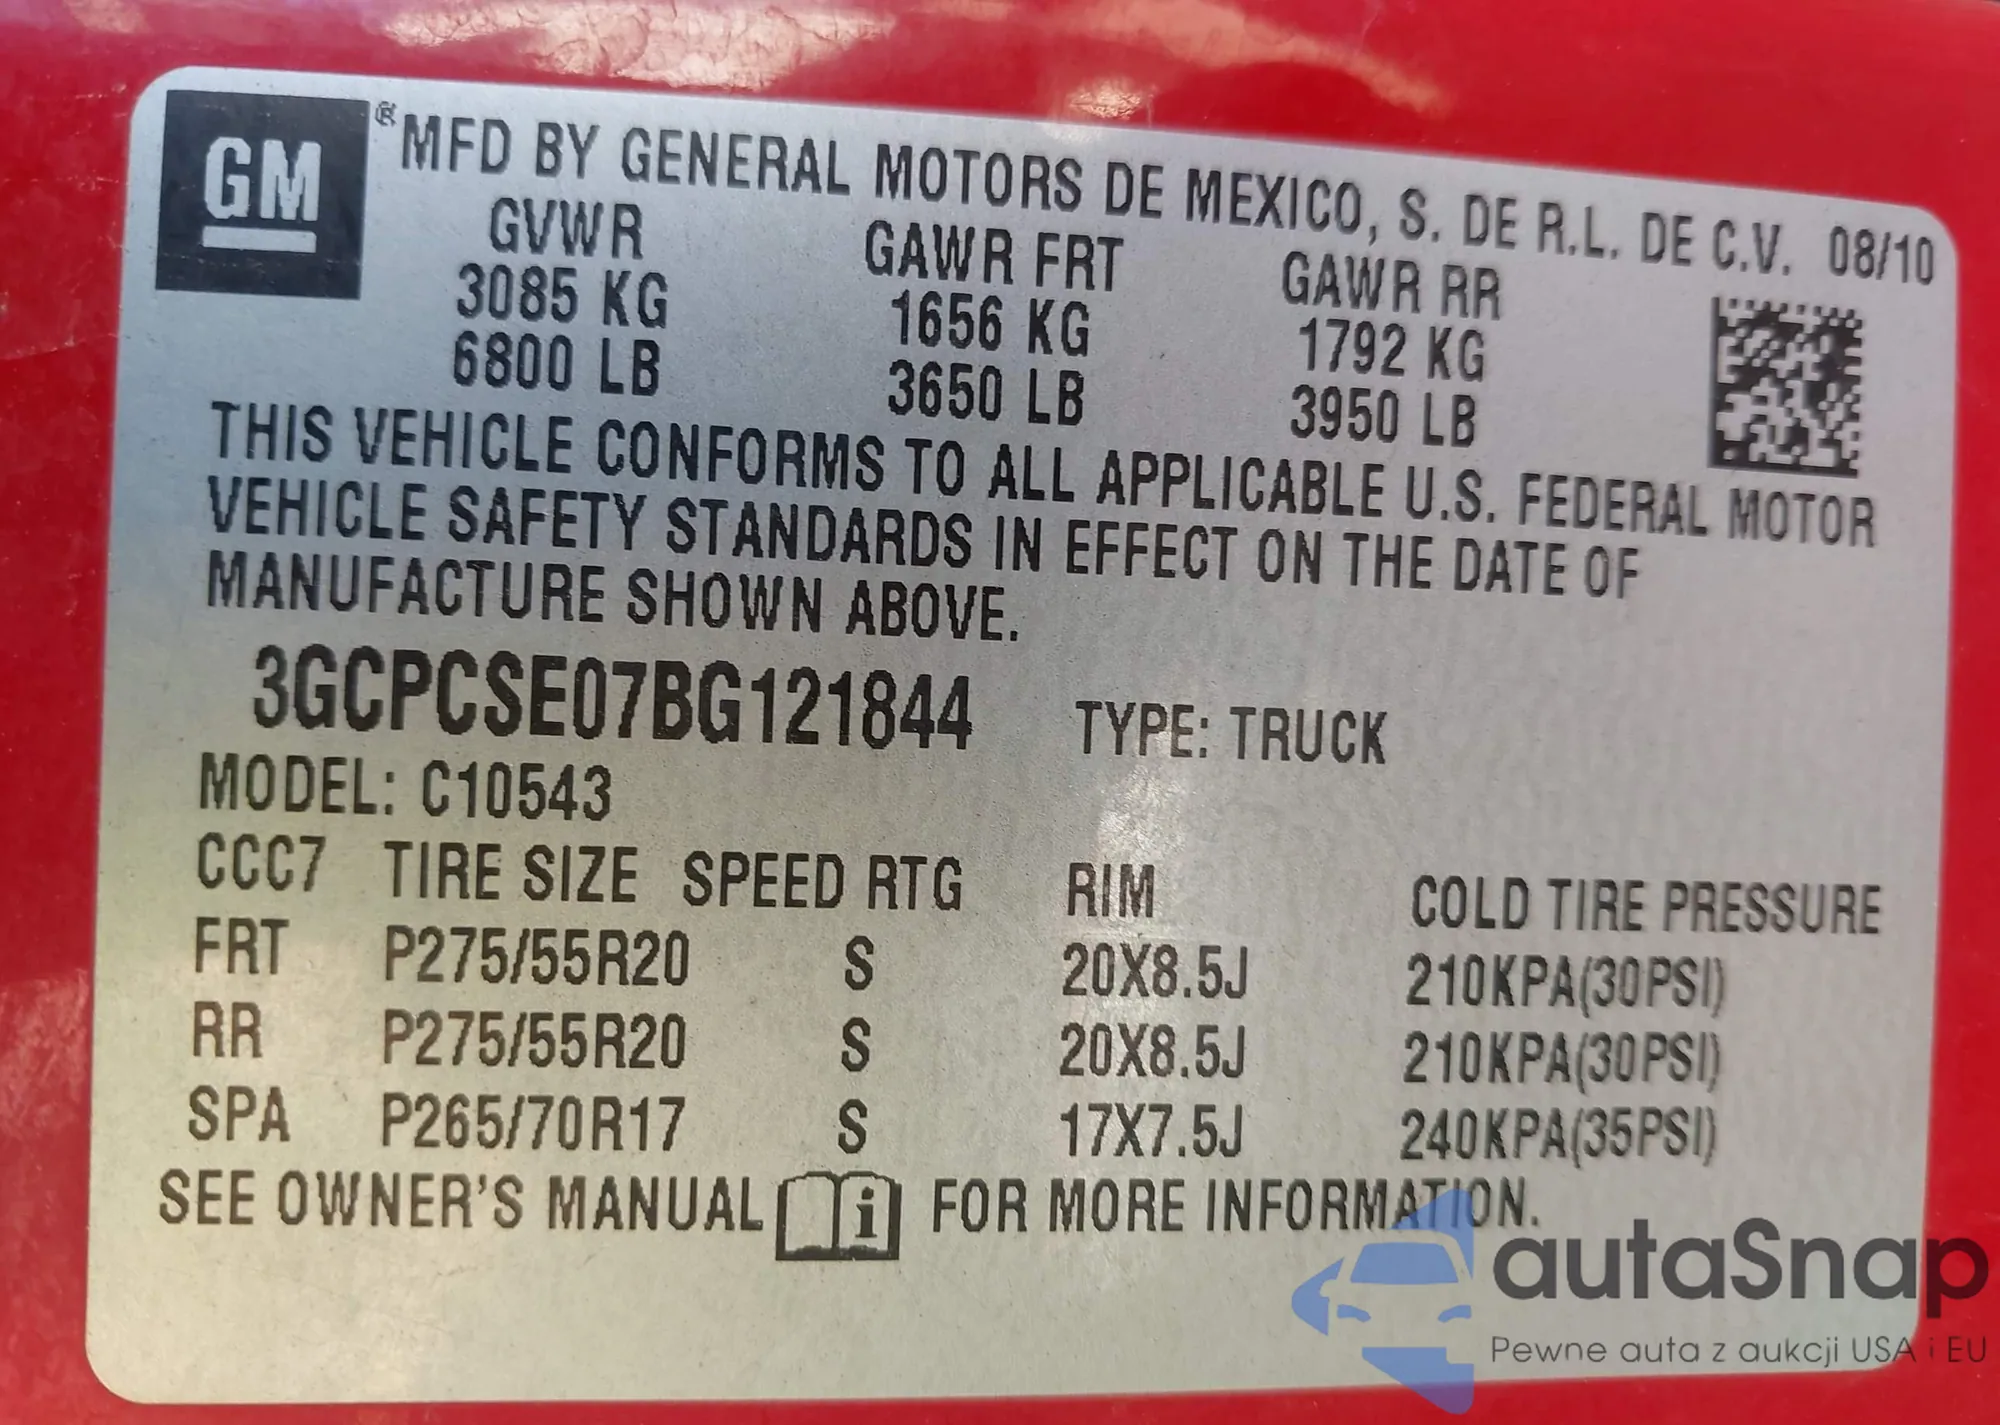 GM
® MFD BY GENERAL MOTORS DE MEXICO, S. DE R.L. DE C.V. 08/10
GVWR GAWR FRT GAWR RR
3085 KG 1656 KG 1792 KG
6800 LB 3650 LB 3950 LB
THIS VEHICLE CONFORMS TO ALL APPLICABLE U.S. FEDERAL MOTOR
VEHICLE SAFETY STANDARDS IN EFFECT ON THE DATE OF
MANUFACTURE SHOWN ABOVE.
3GCPCSE07BG121844 TYPE: TRUCK
MODEL: C10543
CCC7 TIRE SIZE SPEED RTG RIM COLD TIRE PRESSURE
FRT P275/55R20 S 20X8.5J 210KPA(30PSI)
RR P275/55R20 S 20X8.5J 210KPA(30PSI)
SPA P265/70R17 S 17X7.5J 240KPA(35PSI)
SEE OWNER'S MANUAL i FOR MORE INFORMATION.
autaSnap
Pewne auta z aukcji USA i EU